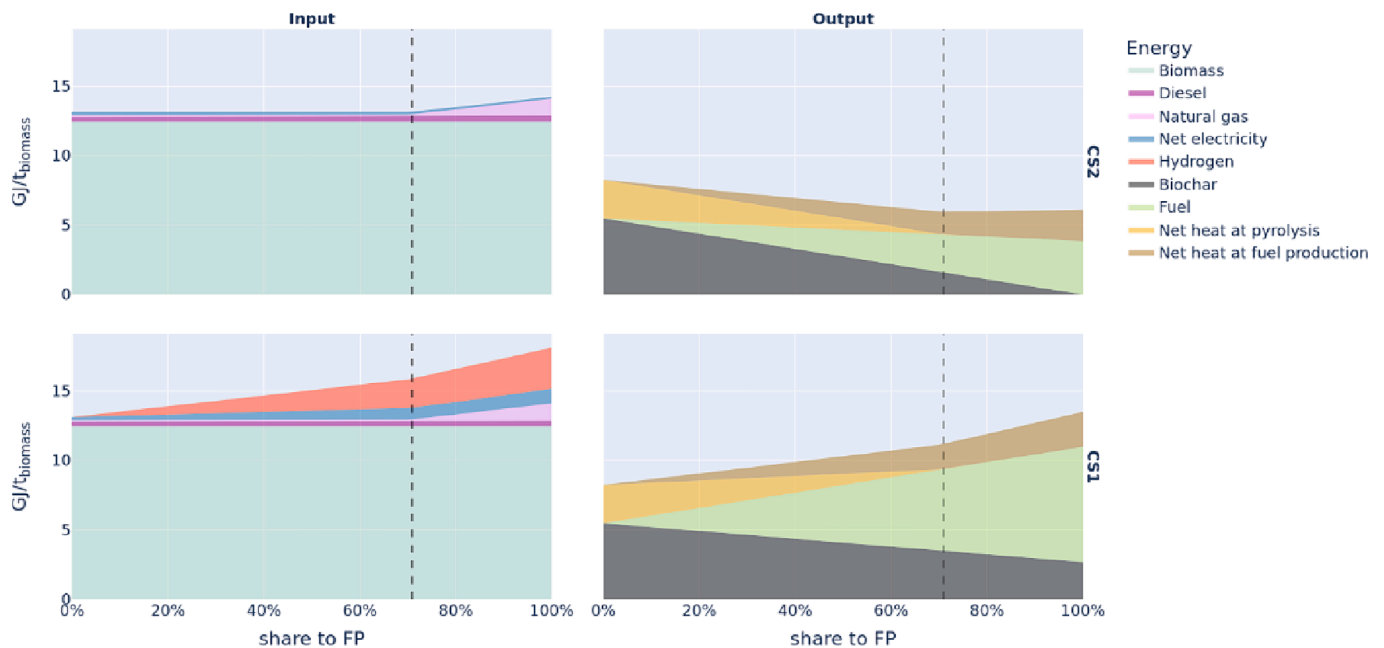 Input
Output
Energy
Biomass
Diesel
Natural gas
Net electricity
Hydrogen
Biochar
Fuel
Net heat at pyrolysis
Net heat at fuel production
15
10
5
0
GJ/t_biomass
CS2
15
10
5
0
GJ/t_biomass
CS1
0% 20% 40% 60% 80% 100%
0% 20% 40% 60% 80% 100%
share to FP
share to FP